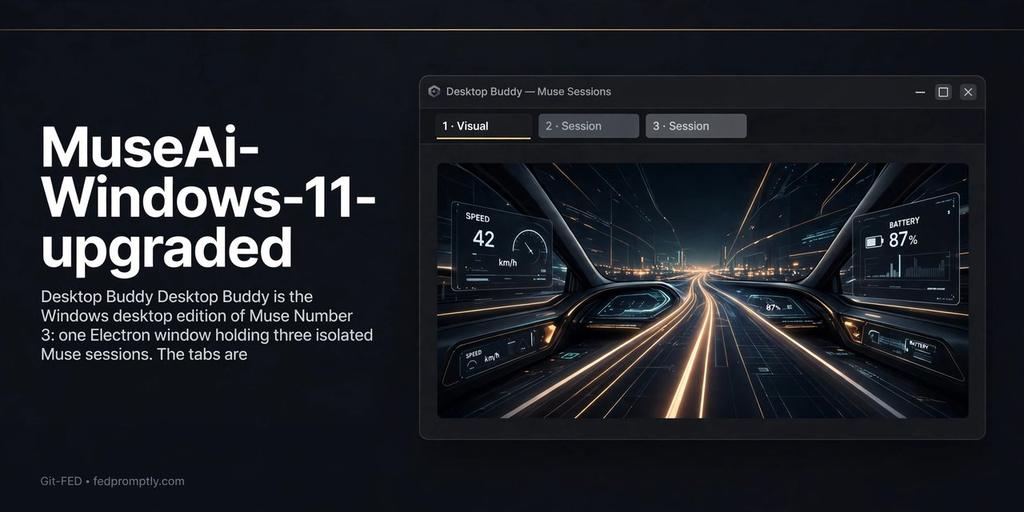 MuseAi-
Windows-11-
upgraded
Desktop Buddy Desktop Buddy is the
Windows desktop edition of Muse Number
3: one Electron window holding three isolated
Muse sessions. The tabs are
Git-FED • fedpromptly.com
Desktop Buddy — Muse Sessions
1 · Visual
2 · Session
3 · Session
SPEED
42
km/h
BATTERY
87%
87%
SPEED
km/h
BATTERY